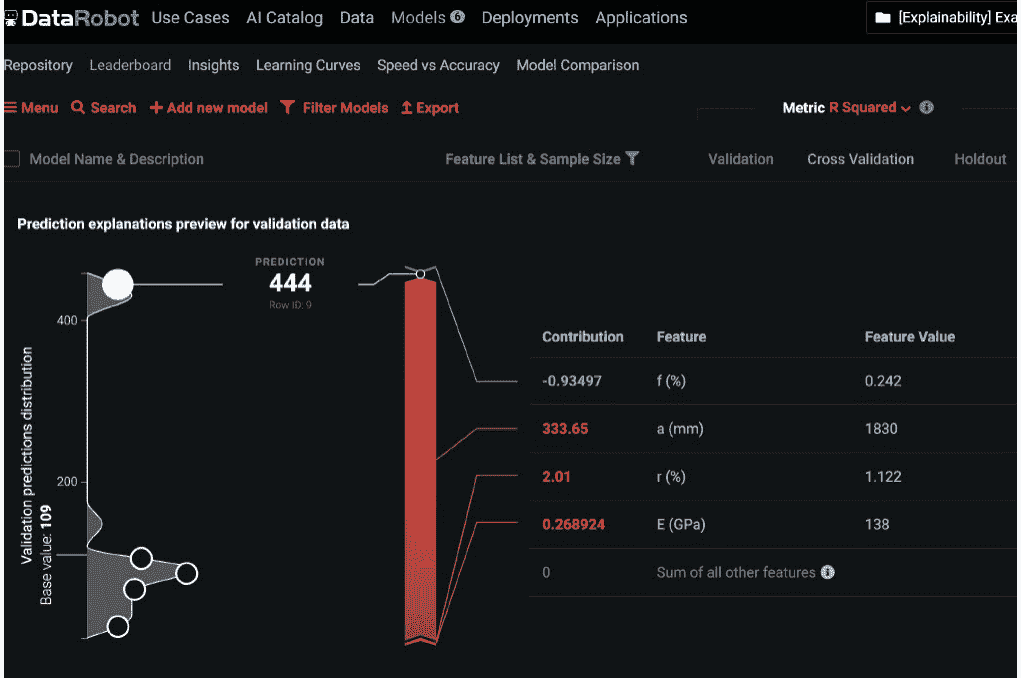 DataRobot Use Cases AI Catalog Data Models 6 Deployments Applications [Explainability] Exa
Repository Leaderboard Insights Learning Curves Speed vs Accuracy Model Comparison
Menu Search + Add new model Filter Models Export Metric R Squared
Model Name & Description Feature List & Sample Size Validation Cross Validation Holdout
Prediction explanations preview for validation data
PREDICTION
444
Row ID: 9
400
200
Validation predictions distribution
Base value: 109
Contribution Feature Feature Value
-0.93497 f (%) 0.242
333.65 a (mm) 1830
2.01 r (%) 1.122
0.268924 E (GPa) 138
0 Sum of all other features